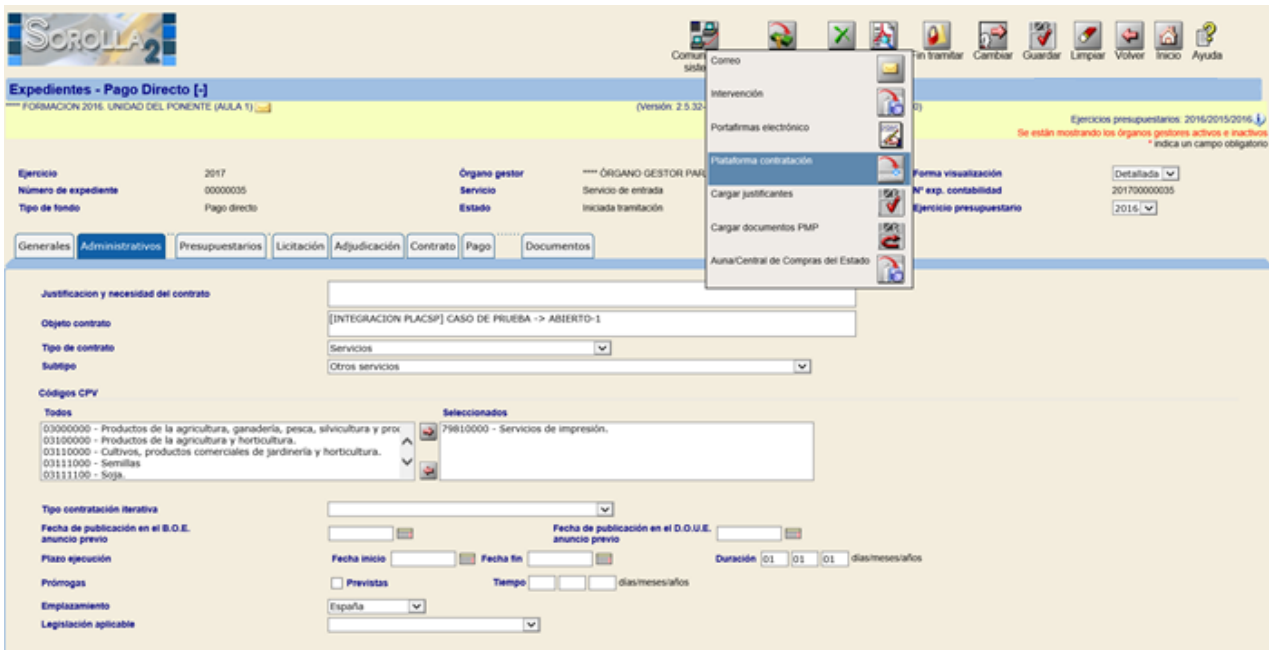 SOROLLA2
Fin tramitar Cambiar Guardar Limpiar Volver Inicio Ayuda
Correo
Intervención
Portafirmas electrónico
Plataforma contratación
Cargar justificantes
Cargar documentos PMP
Auna/Central de Compras del Estado
Expedientes - Pago Directo [-]
**** FORMACION 2016. UNIDAD DEL PONENTE (AULA 1)
(Versión: 2.5.32-
0)
Ejercicios presupuestarios: 2016/2015/2016
Se están mostrando los órganos gestores activos e inactivos
* indica un campo obligatorio
Ejercicio 2017 Órgano gestor **** ÓRGANO GESTOR PAR Forma visualización Detallada
Número de expediente 00000035 Servicio Servicio de entrada Nº exp. contabilidad 201700000035
Tipo de fondo Pago directo Estado Iniciada tramitación Ejercicio presupuestario 2016
Generales Administrativos Presupuestarios Licitación Adjudicación Contrato Pago Documentos
Justificacion y necesidad del contrato
Objeto contrato [INTEGRACION PLACSP] CASO DE PRUEBA -> ABIERTO-1
Tipo de contrato Servicios
Subtipo Otros servicios
Códigos CPV
Todos Seleccionados
03000000 - Productos de la agricultura, ganadería, pesca, silvicultura y proc 79810000 - Servicios de impresión.
03100000 - Productos de la agricultura y horticultura.
03110000 - Cultivos, productos comerciales de jardinería y horticultura.
03111000 - Semillas
03111100 - Soja.
Tipo contratación iterativa
Fecha de publicación en el B.O.E. Fecha de publicación en el D.O.U.E.
anuncio previo anuncio previo
Plazo ejecución Fecha inicio Fecha fin Duración 01 01 01 días/meses/años
Prórrogas Previstas Tiempo días/meses/años
Emplazamiento España
Legislación aplicable